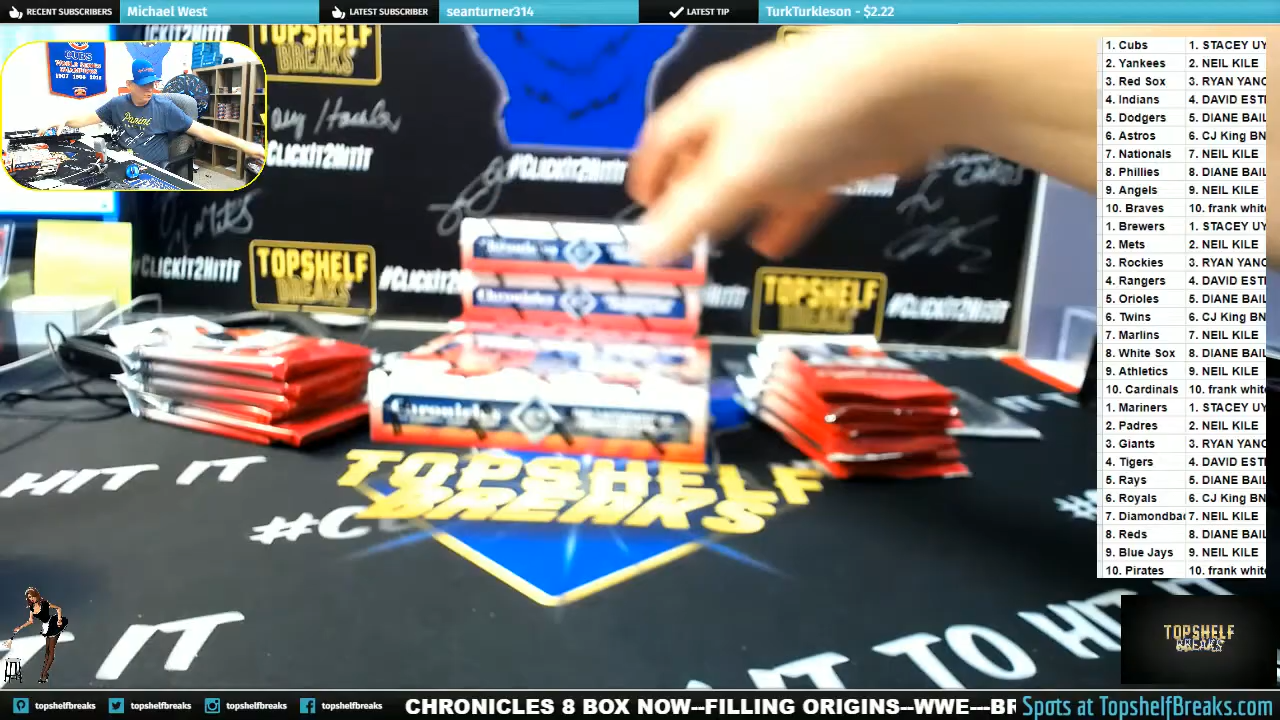 RECENT SUBSCRIBERS Michael West LATEST SUBSCRIBER seanturner314 LATEST TIP TurkTurkleson - $2.22
TOPSHELF
BREAKS
CUBS
#CLICKIT2HITIT
#CLICKIT2HITIT
#CLICKIT2HITIT
TOPSHELF
BREAKS
#CLICKIT2HIT
TOPSHELF
BREAKS
#CLICKIT2HITIT
Chronicles
Chronicles
HIT IT
TOPSHELF
BREAKS
#C
IT
IT TO HIT
1. Cubs 1. STACEY UY
2. Yankees 2. NEIL KILE
3. Red Sox 3. RYAN YANC
4. Indians 4. DAVID ESTI
5. Dodgers 5. DIANE BAIL
6. Astros 6. CJ King BN
7. Nationals 7. NEIL KILE
8. Phillies 8. DIANE BAIL
9. Angels 9. NEIL KILE
10. Braves 10. frank white
1. Brewers 1. STACEY UY
2. Mets 2. NEIL KILE
3. Rockies 3. RYAN YANC
4. Rangers 4. DAVID ESTI
5. Orioles 5. DIANE BAIL
6. Twins 6. CJ King BN
7. Marlins 7. NEIL KILE
8. White Sox 8. DIANE BAIL
9. Athletics 9. NEIL KILE
10. Cardinals 10. frank white
1. Mariners 1. STACEY UY
2. Padres 2. NEIL KILE
3. Giants 3. RYAN YANC
4. Tigers 4. DAVID ESTI
5. Rays 5. DIANE BAIL
6. Royals 6. CJ King BN
7. Diamondbac 7. NEIL KILE
8. Reds 8. DIANE BAIL
9. Blue Jays 9. NEIL KILE
10. Pirates 10. frank white
TOPSHELF
BREAKS
topshelfbreaks topshelfbreaks topshelfbreaks topshelfbreaks CHRONICLES 8 BOX NOW--FILLING ORIGINS--WWE---BR Spots at TopshelfBreaks.com